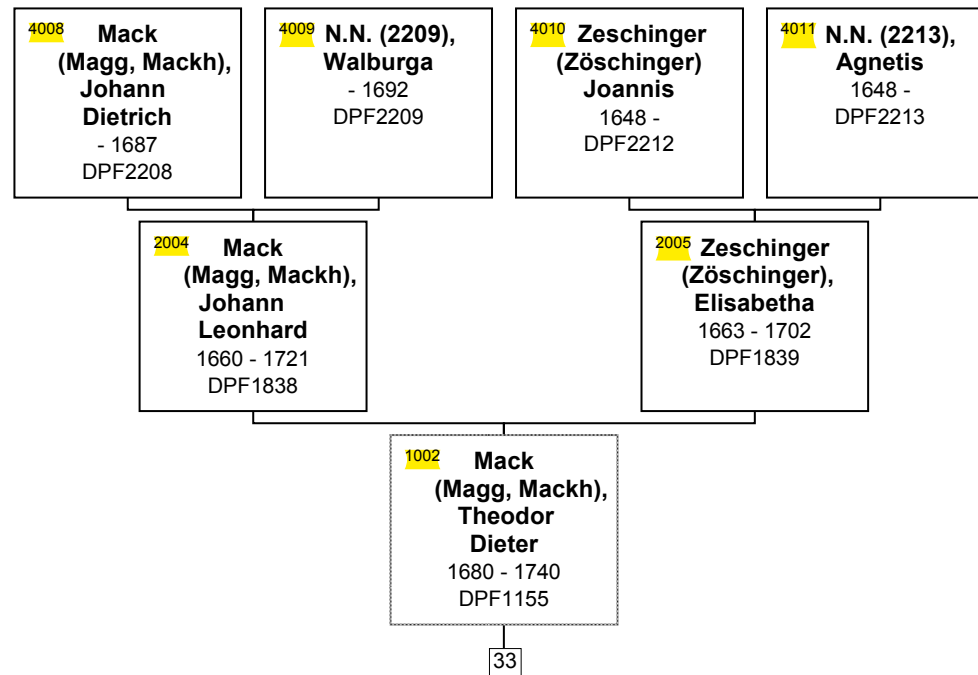 4008 Mack
(Magg, Mackh),
Johann
Dietrich
- 1687
DPF2208
4009 N.N. (2209),
Walburga
- 1692
DPF2209
4010 Zeschinger
(Zöschinger)
Joannis
1648 -
DPF2212
4011 N.N. (2213),
Agnetis
1648 -
DPF2213
2004 Mack
(Magg, Mackh),
Johann
Leonhard
1660 - 1721
DPF1838
2005 Zeschinger
(Zöschinger),
Elisabetha
1663 - 1702
DPF1839
1002 Mack
(Magg, Mackh),
Theodor
Dieter
1680 - 1740
DPF1155
33